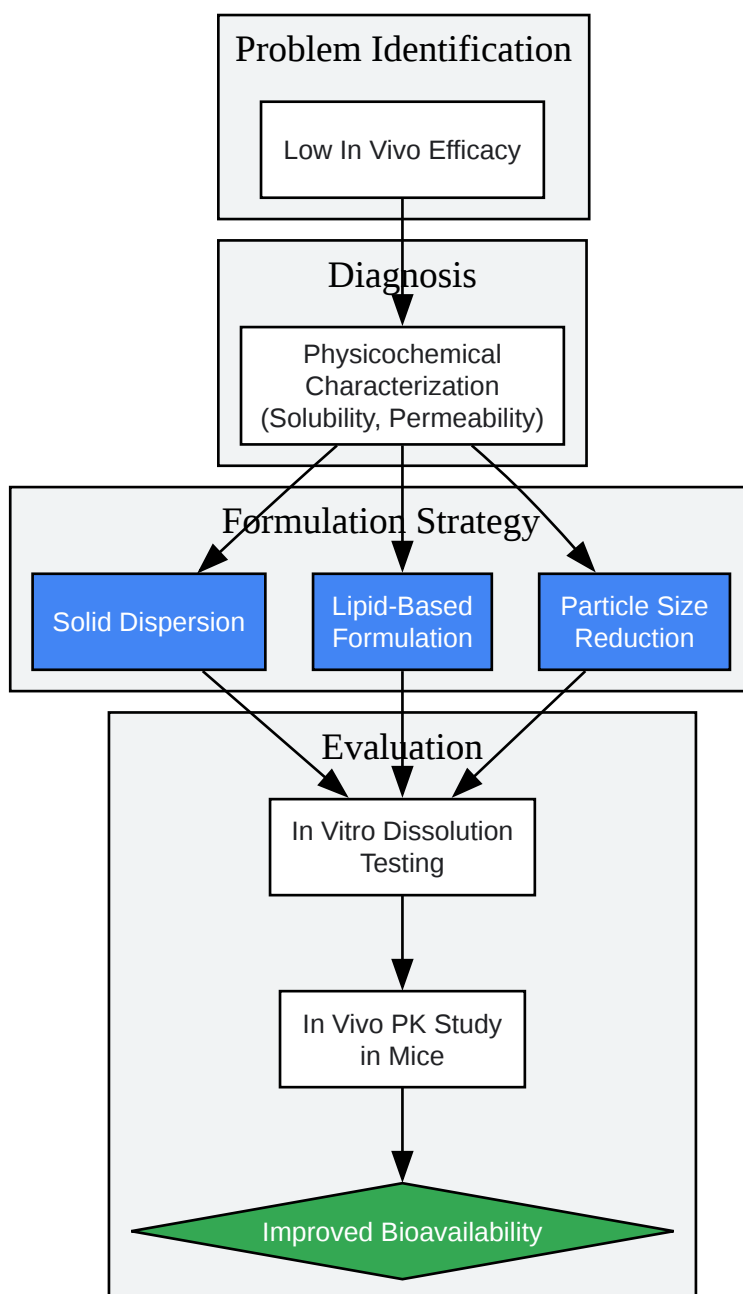 Problem Identification
Low In Vivo Efficacy
Diagnosis
Physicochemical
Characterization
(Solubility, Permeability)
Formulation Strategy
Solid Dispersion
Lipid-Based
Formulation
Particle Size
Reduction
Evaluation
In Vitro Dissolution
Testing
In Vivo PK Study
in Mice
Improved Bioavailability